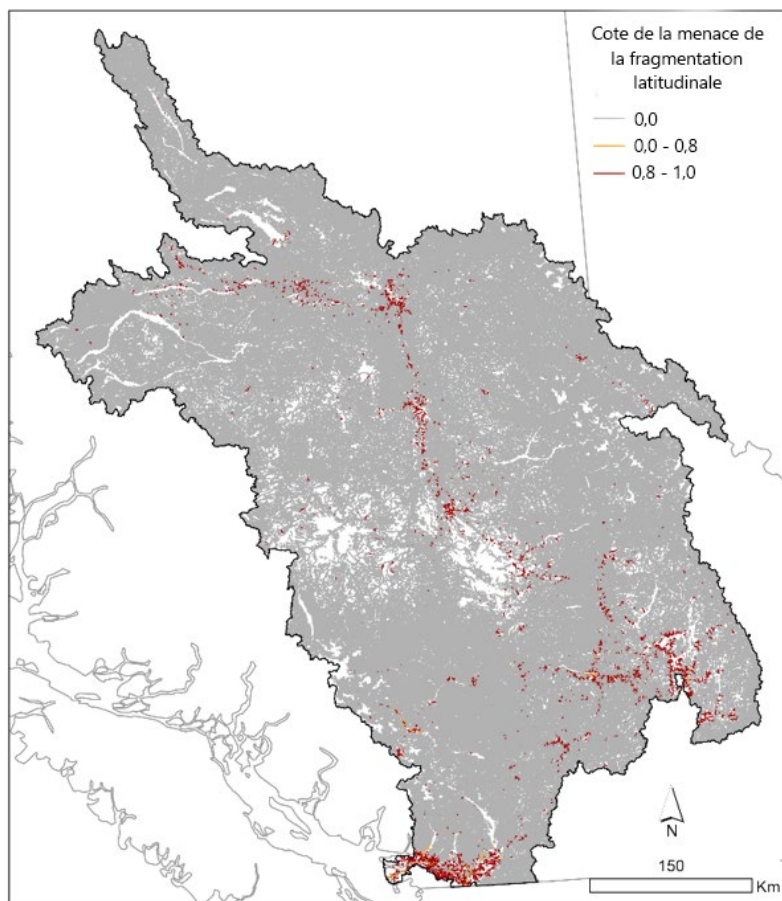 Cote de la menace de
la fragmentation
latitudinale
0,0
0,0 - 0,8
0,8 - 1,0
N
150
Km